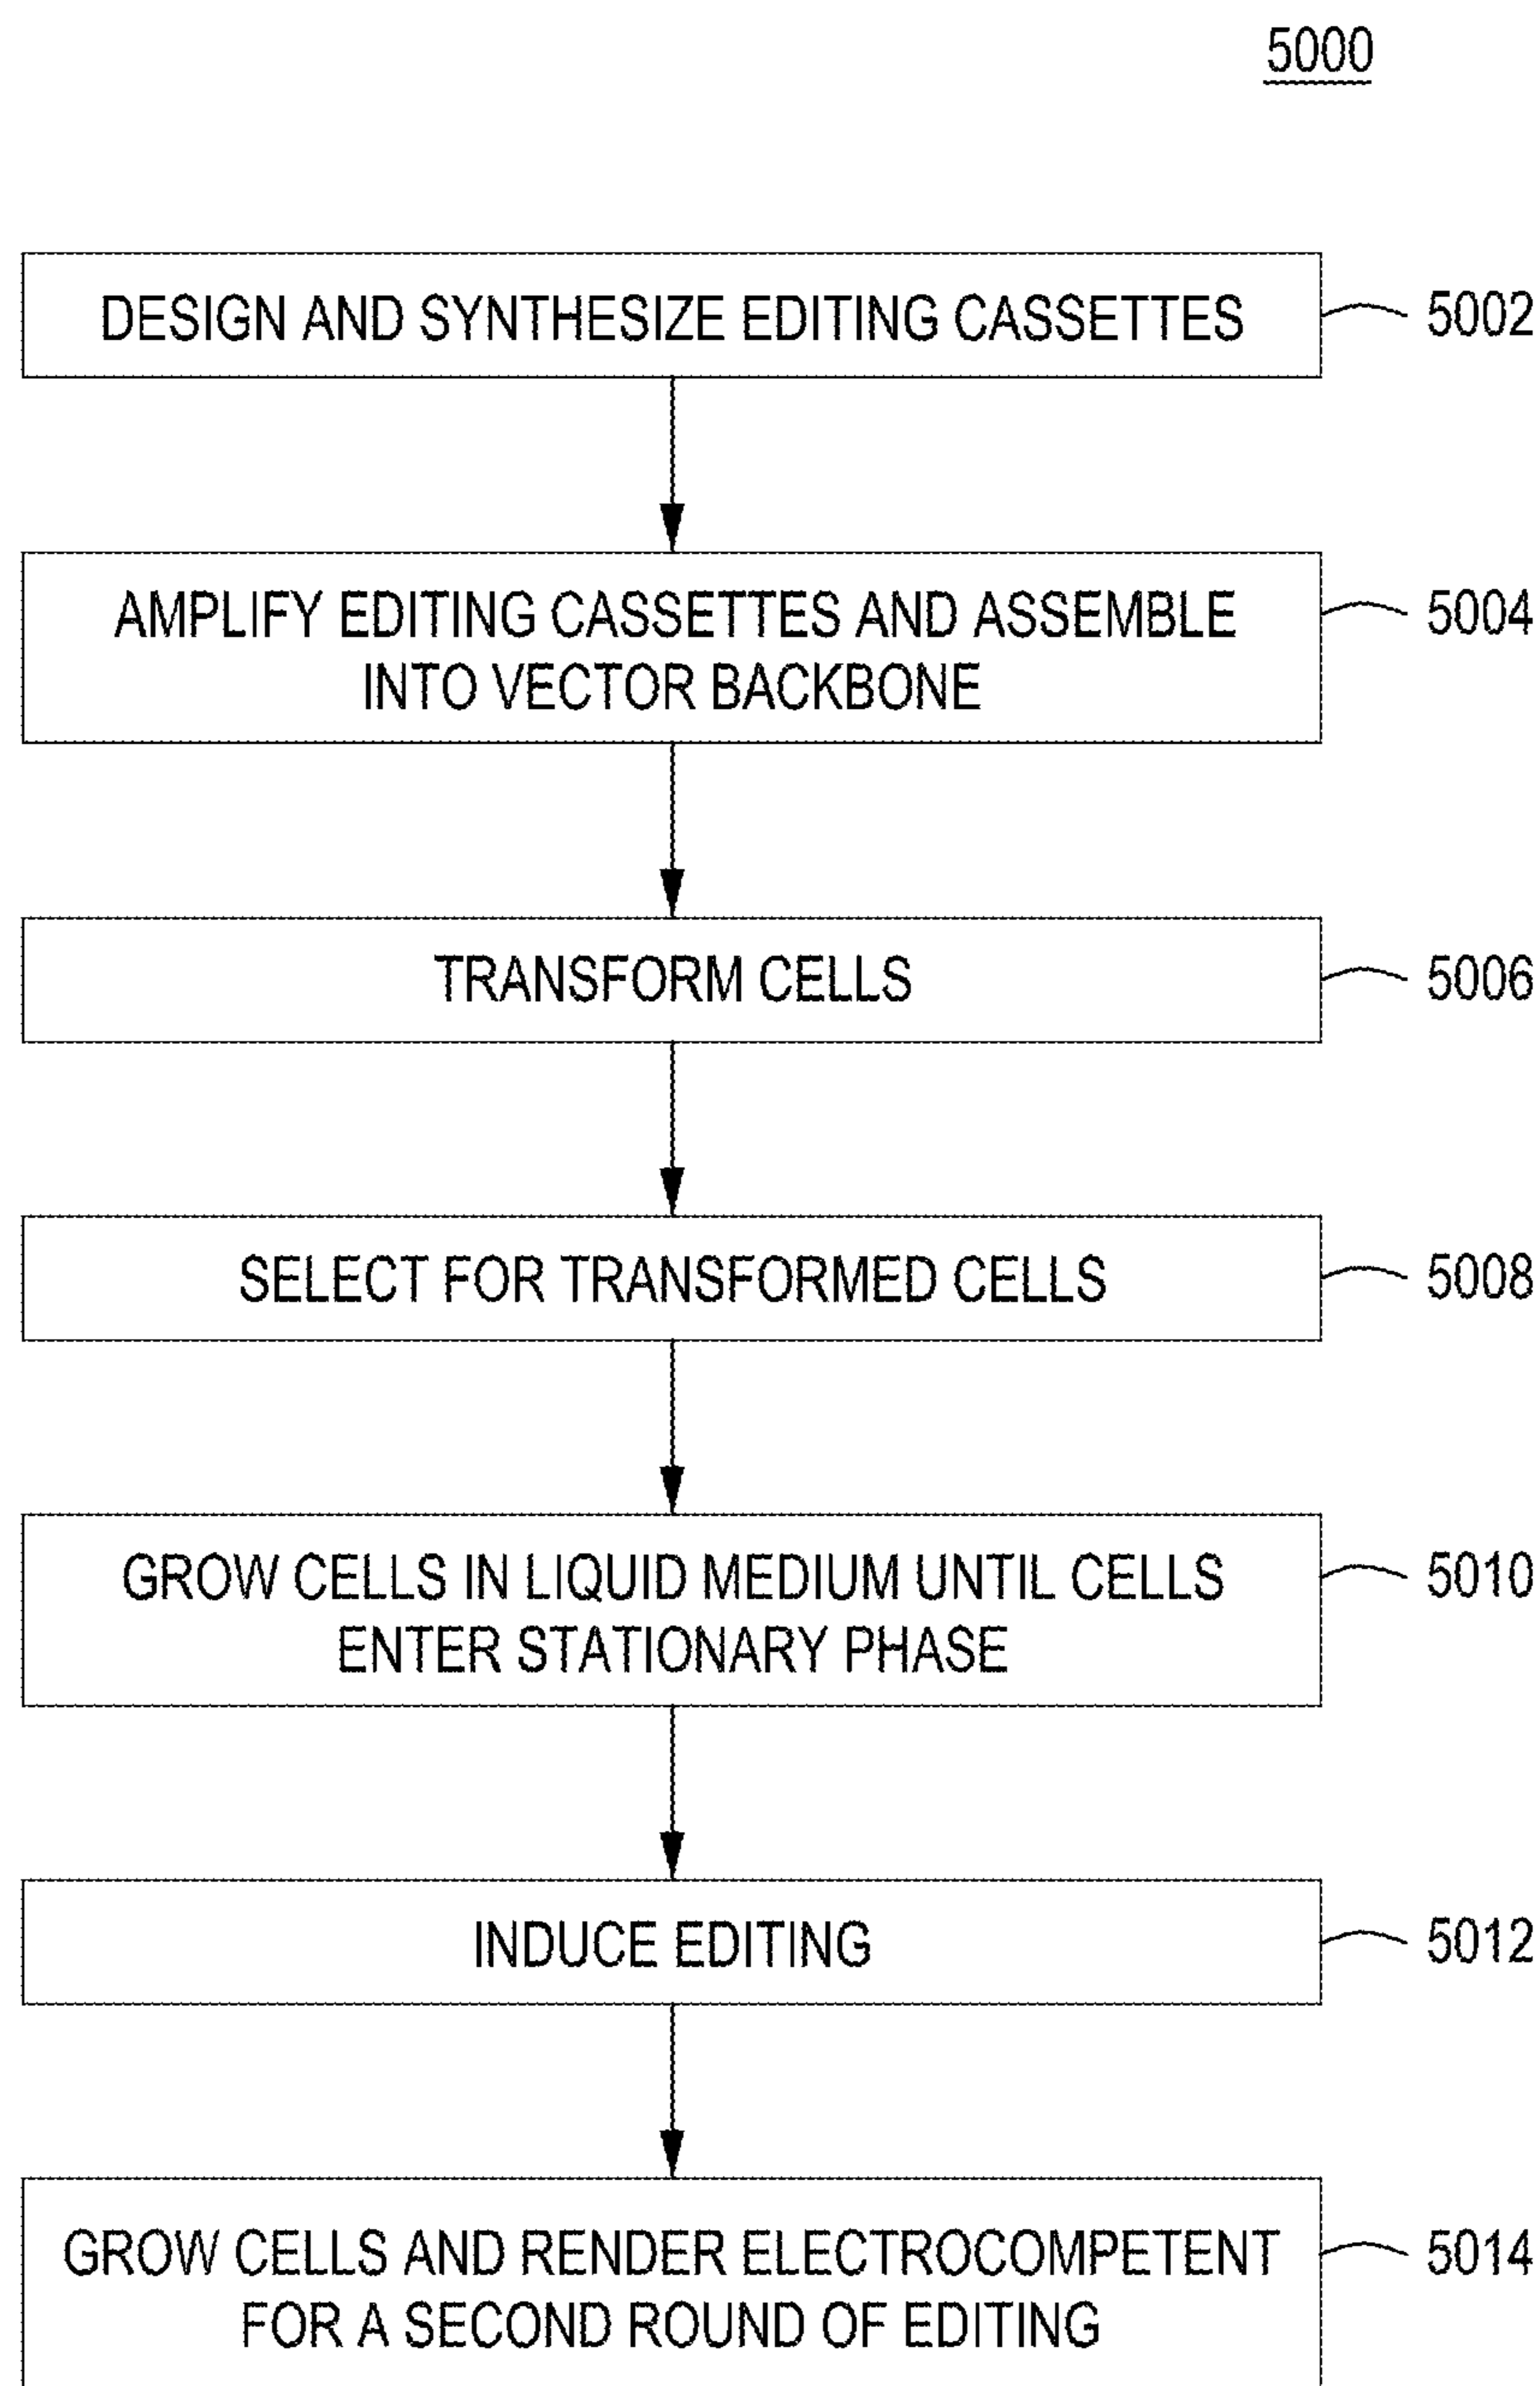 5000
DESIGN AND SYNTHESIZE EDITING CASSETTES
5002
AMPLIFY EDITING CASSETTES AND ASSEMBLE
INTO VECTOR BACKBONE
5004
TRANSFORM CELLS
5006
SELECT FOR TRANSFORMED CELLS
5008
GROW CELLS IN LIQUID MEDIUM UNTIL CELLS
ENTER STATIONARY PHASE
5010
INDUCE EDITING
5012
GROW CELLS AND RENDER ELECTROCOMPETENT
FOR A SECOND ROUND OF EDITING
5014